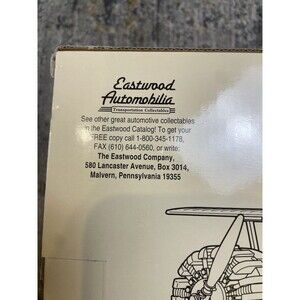 Eastwood
Automobilia
Transportation Collectables
See other great automotive collectables
in the Eastwood Catalog! To get your
FREE copy call 1-800-345-1178,
FAX (610) 644-0560, or write:
The Eastwood Company,
580 Lancaster Avenue, Box 3014,
Malvern, Pennsylvania 19355